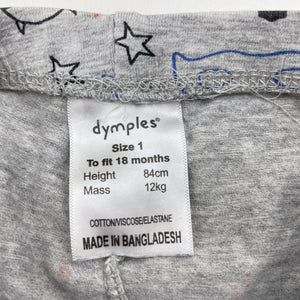 dymples®
Size 1
To fit 18 months
Height 84cm
Mass 12kg
COTTON/VISCOSE/ELASTANE
MADE IN BANGLADESH